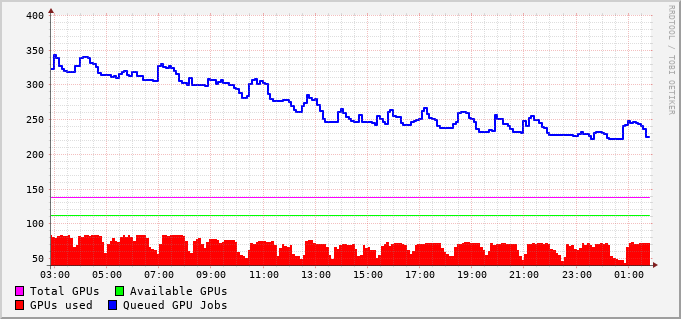 400
350
300
250
200
150
100
50
03:00 05:00 07:00 09:00 11:00 13:00 15:00 17:00 19:00 21:00 23:00 01:00
Total GPUs Available GPUs
GPUs used Queued GPU Jobs
RRDTOOL / TOBI OETIKER